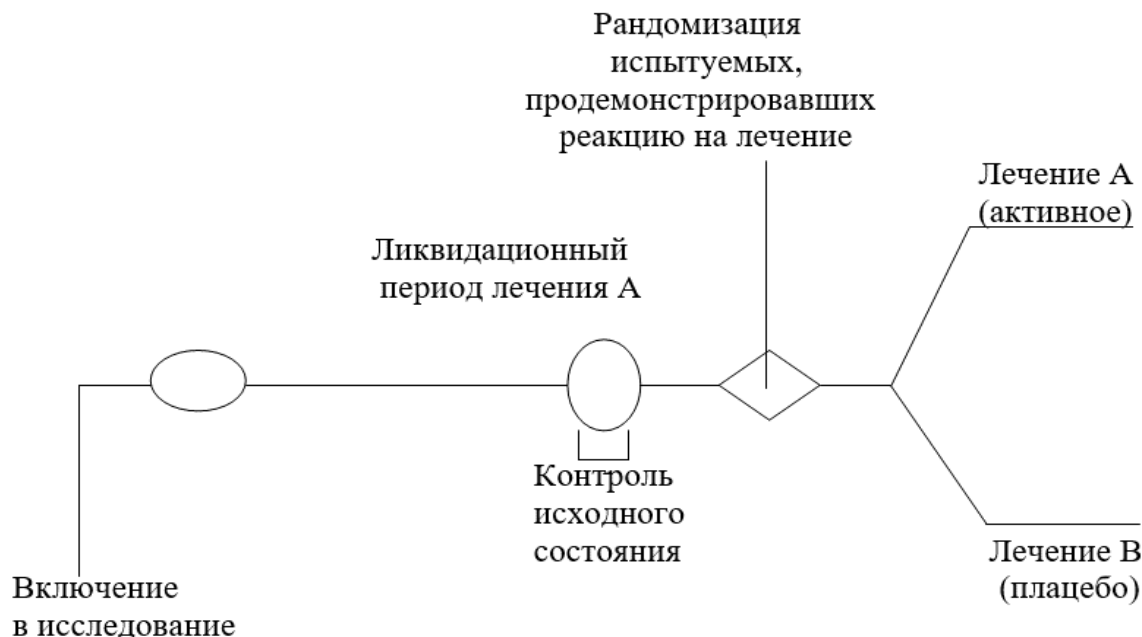 Рандомизация
испытуемых,
продемонстрировавших
реакцию на лечение
Лечение А
(активное)
Ликвидационный
период лечения А
Контроль
исходного
состояния
Лечение В
(плацебо)
Включение
в исследование